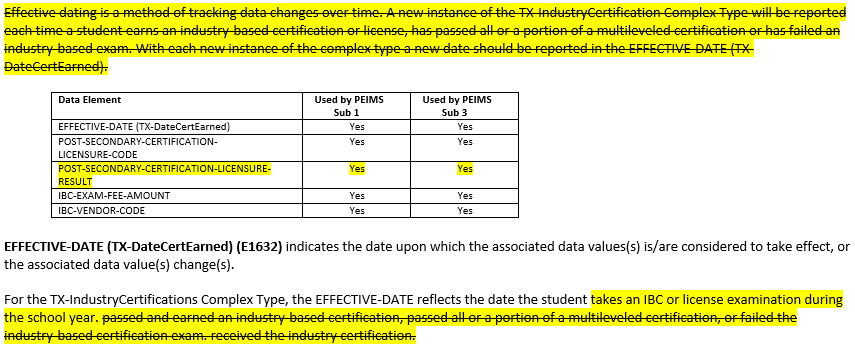 Effective dating is a method of tracking data changes over time. A new instance of the TX-IndustryCertification Complex Type will be reported
each time a student earns an industry based certification or license, has passed all or a portion of a multileveled certification or has failed an
industry based exam. With each new instance of the complex type a new date should be reported in the EFFECTIVE-DATE (TX-
DateCertEarned).
Data Element Used by PEIMS Sub 1 Used by PEIMS Sub 3
EFFECTIVE-DATE (TX-DateCertEarned) Yes Yes
POST-SECONDARY-CERTIFICATION- Yes Yes
LICENSURE-CODE
POST-SECONDARY-CERTIFICATION-LICENSURE- Yes Yes
RESULT
IBC-EXAM-FEE-AMOUNT Yes Yes
IBC-VENDOR-CODE Yes Yes
EFFECTIVE-DATE (TX-DateCertEarned) (E1632) indicates the date upon which the associated data values(s) is/are considered to take effect, or
the associated data value(s) change(s).
For the TX-IndustryCertifications Complex Type, the EFFECTIVE-DATE reflects the date the student takes an IBC or license examination during
the school year. passed and earned an industry based certification, passed all or a portion of a multileveled certification, or failed the
industry based certification exam. received the industry certification.